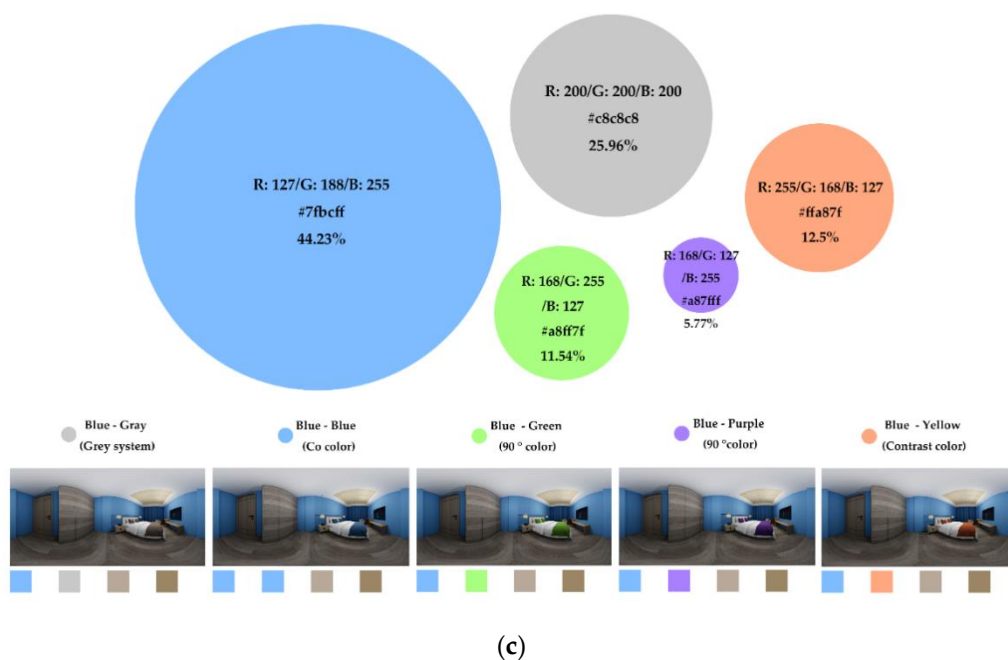 R: 127/G: 188/B: 255
#7fbcff
44.23%
R: 200/G: 200/B: 200
#c8c8c8
25.96%
R: 255/G: 168/B: 127
#ffa87f
12.5%
R: 168/G: 255
/B: 127
#a8ff7f
11.54%
R: 168/G: 127
/B: 255
#a87fff
5.77%
Blue - Gray
(Grey system)
Blue - Blue
(Co color)
Blue - Green
(90 ° color)
Blue - Purple
(90 °color)
Blue - Yellow
(Contrast color)
(c)